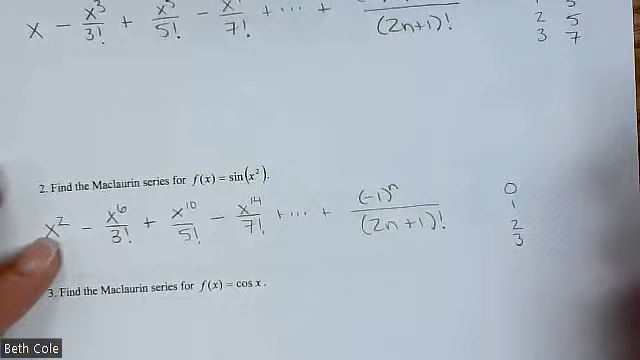 x - x³/3! + x⁵/5! - x⁷/7! + ⋯ + /(2n+1)!
1 3
2 5
3 7
2. Find the Maclaurin series for f(x) = sin(x²).
x² - x⁶/3! + x¹⁰/5! - x¹⁴/7! + ⋯ + (-1)ⁿ/(2n+1)!
0
1
2
3
3. Find the Maclaurin series for f(x) = cos x.
Beth Cole